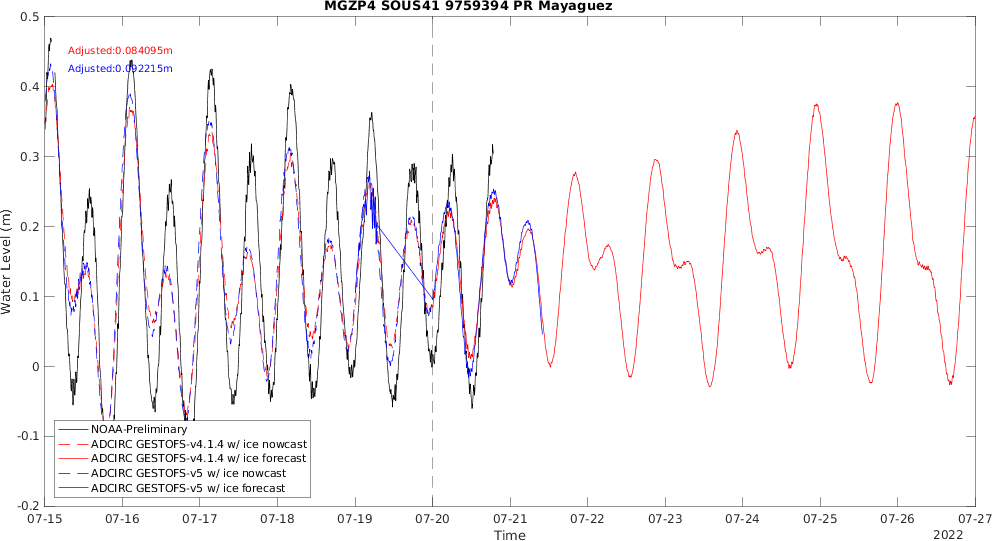 MGZP4 SOUS41 9759394 PR Mayaguez
0.5
0.4
0.3
0.2
0.1
0
-0.1
-0.2
Water Level (m)
Adjusted:0.084095m
Adjusted:0.092215m
NOAA-Preliminary
ADCIRC GESTOFS-v4.1.4 w/ ice nowcast
ADCIRC GESTOFS-v4.1.4 w/ ice forecast
ADCIRC GESTOFS-v5 w/ ice nowcast
ADCIRC GESTOFS-v5 w/ ice forecast
07-15 07-16 07-17 07-18 07-19 07-20 07-21 07-22 07-23 07-24 07-25 07-26 07-27
Time
2022